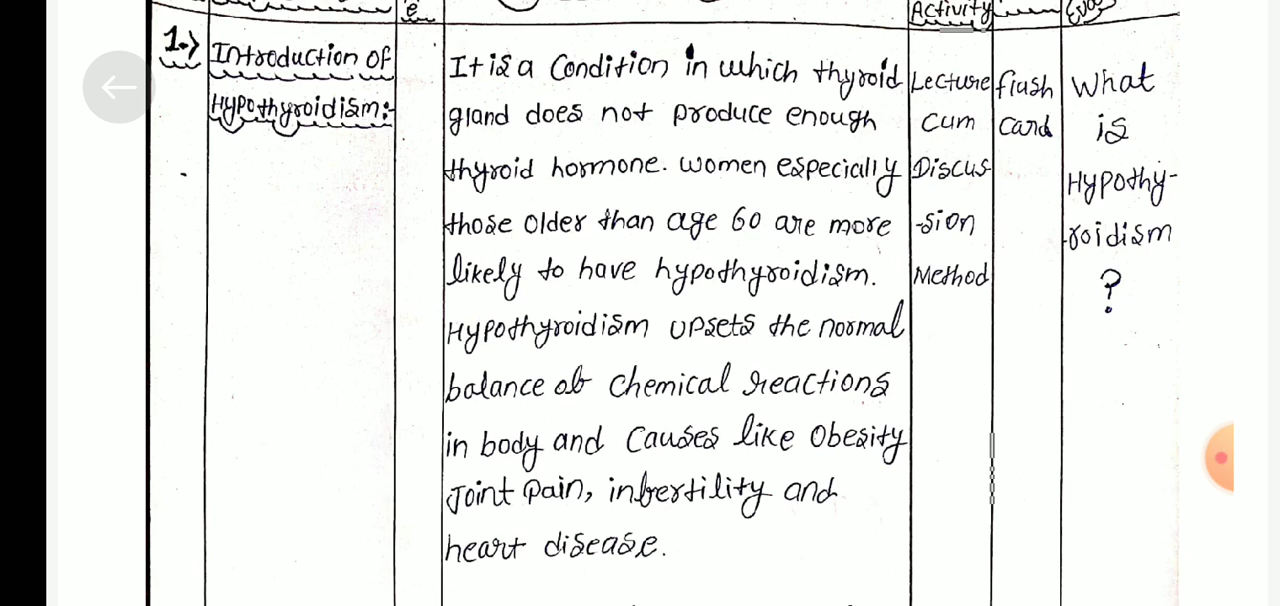 e
Activity
1.)
Introduction of
Hypothyroidism:-
It is a Condition in which thyroid
gland does not produce enough
thyroid hormone. women especially
those older than age 60 are more
likely to have hypothyroidism.
Hypothyroidism upsets the normal
balance of chemical reactions
in body and causes like obesity
Joint pain, infertility and
heart disease.
Lecture
cum
Discus-
-sion
Method
flash
card
What
is
Hypothy-
-roidism
?